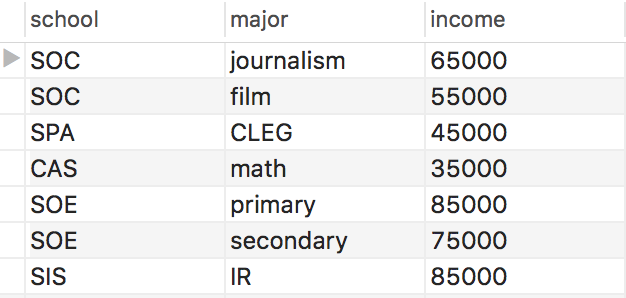 school major income
SOC journalism 65000
SOC film 55000
SPA CLEG 45000
CAS math 35000
SOE primary 85000
SOE secondary 75000
SIS IR 85000